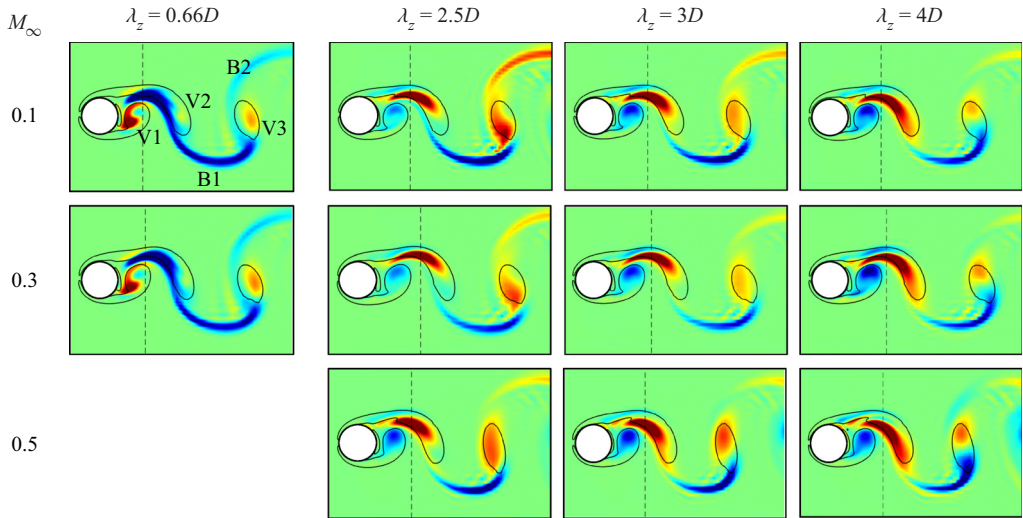 M∞ λz = 0.66D λz = 2.5D λz = 3D λz = 4D
B2
0.1
V2
V1
V3
B1
0.3
0.5